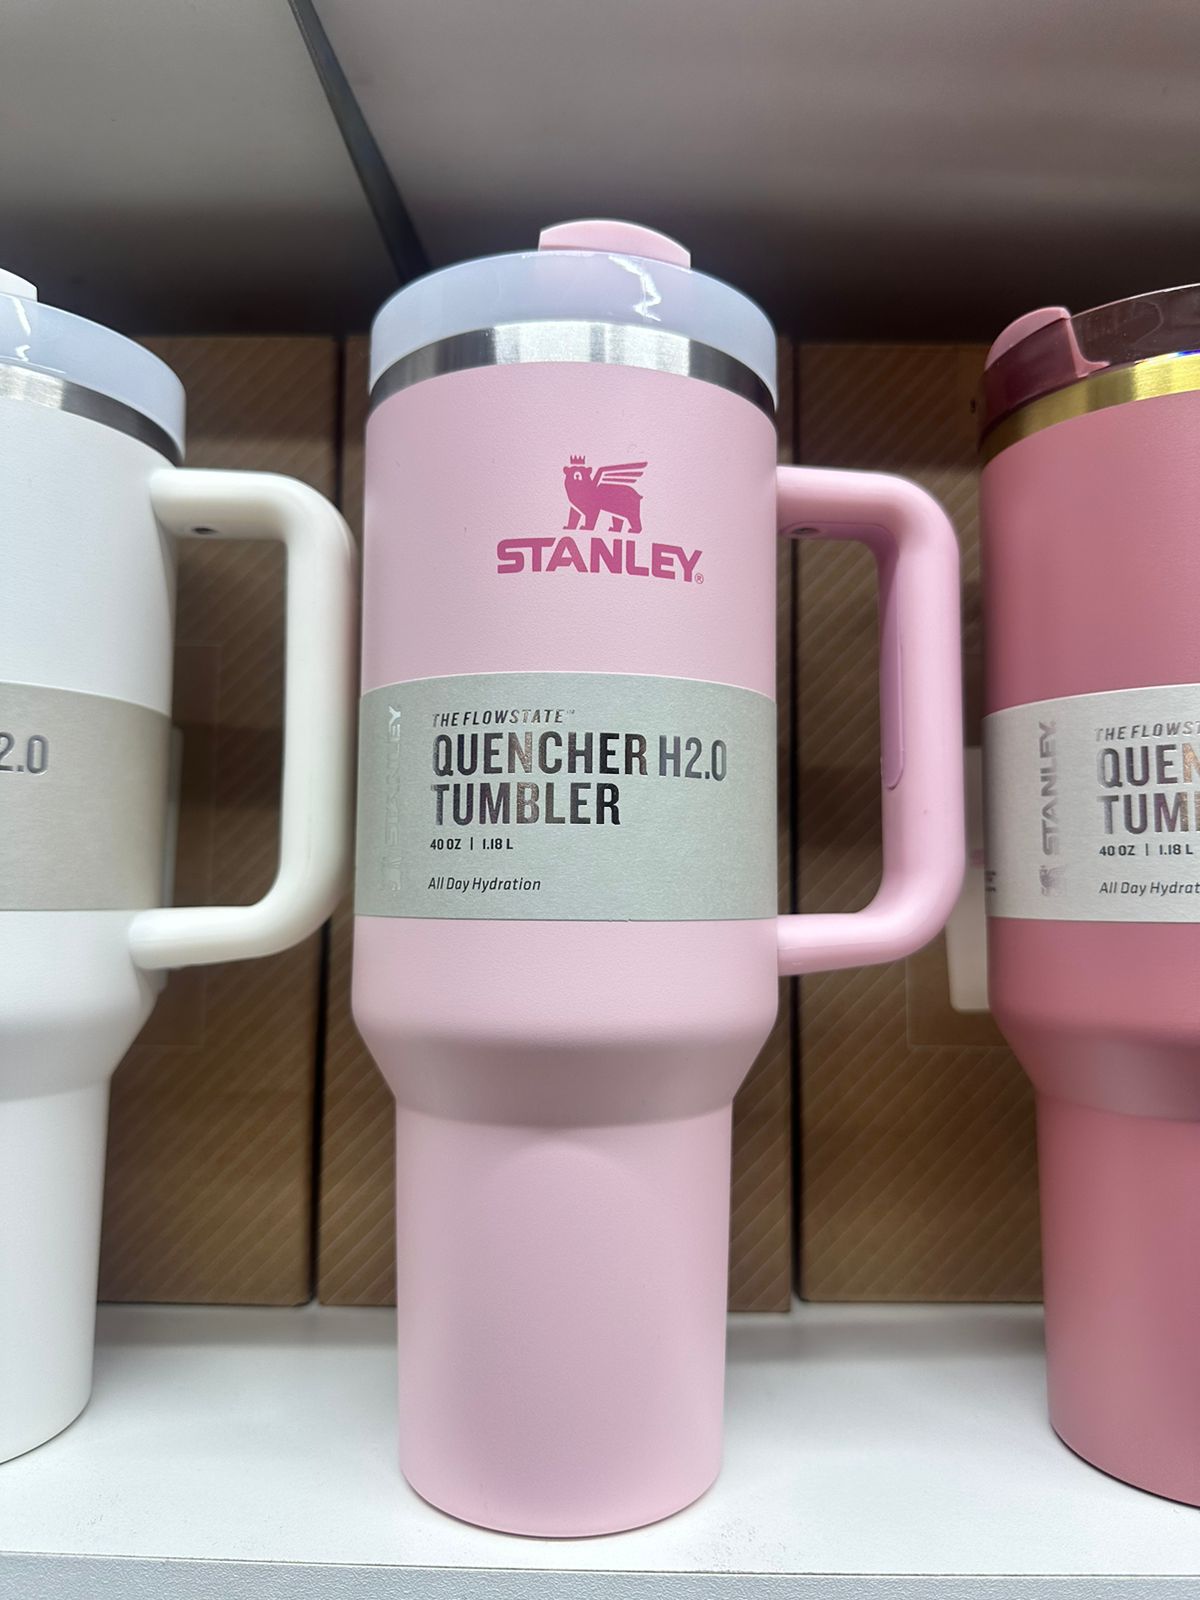 STANLEY®
2.0
STANLEY
THE FLOWSTATE™
QUENCHER H2.0
TUMBLER
40 OZ | 1.18 L
All Day Hydration
STANLEY
THE FLOWST
QUEN
TUM
40 OZ | 1.18 L
All Day Hydrat